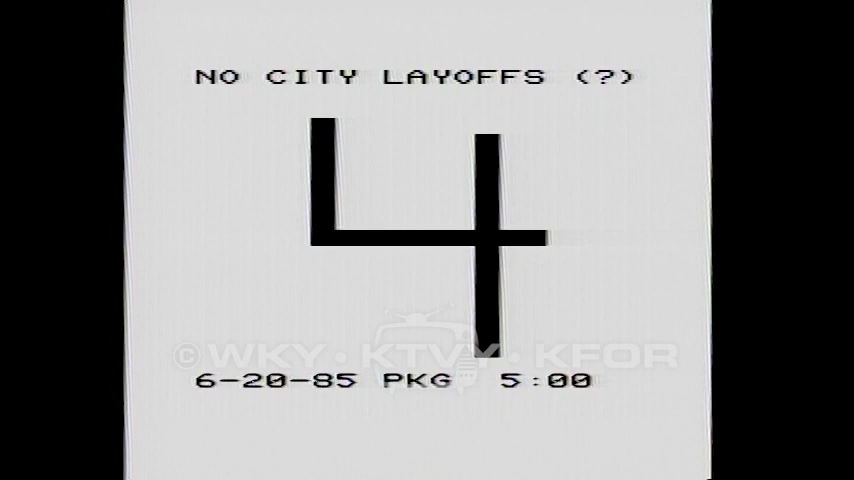 NO CITY LAYOFFS (?)
4
© WKY • KTVY • KFOR
6-20-85 PKG 5:00